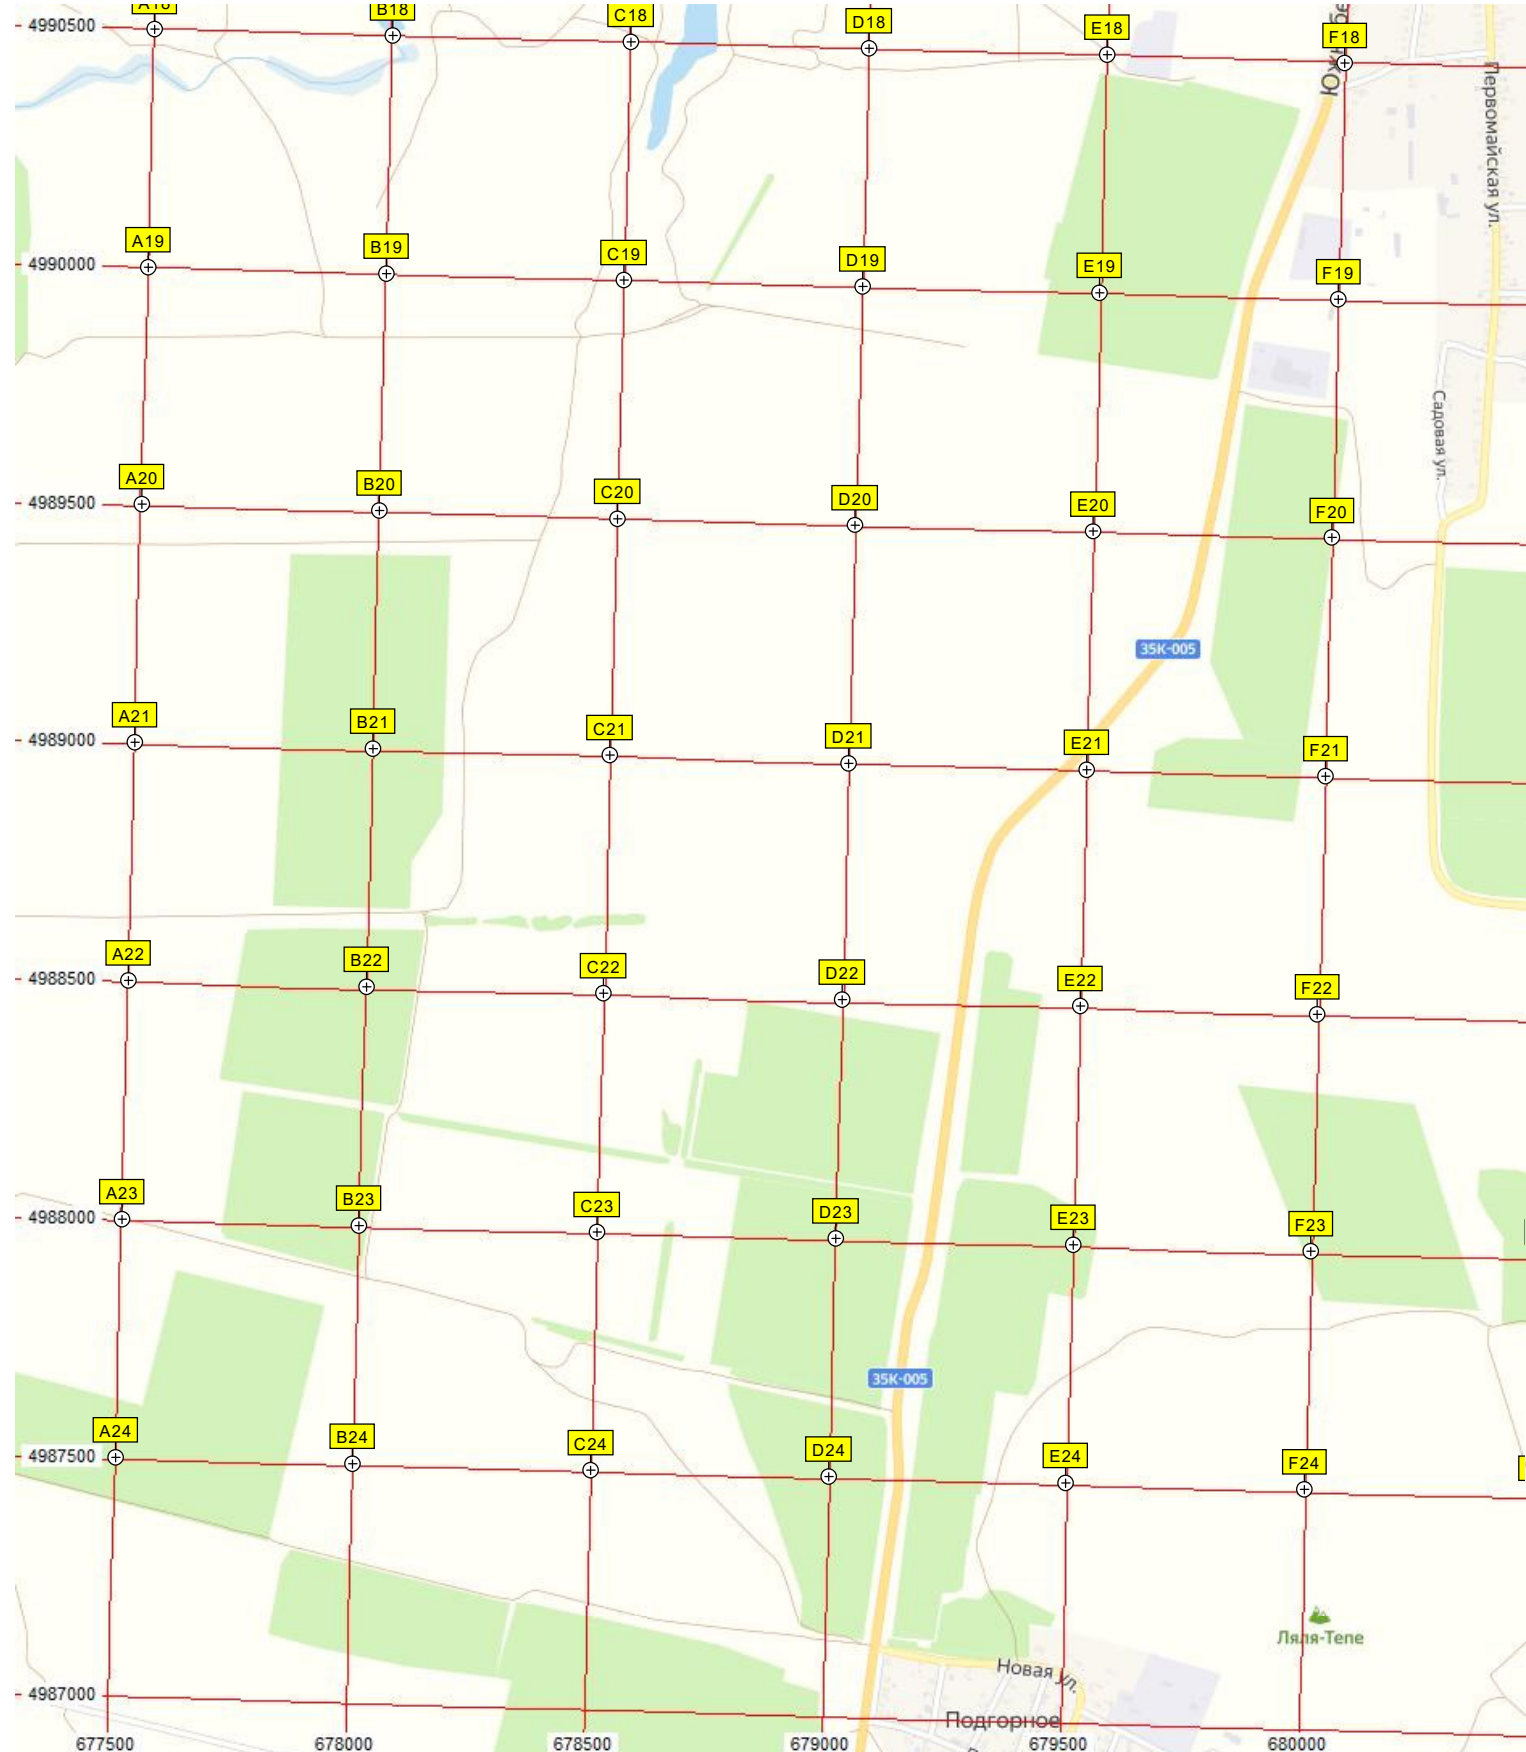 A18 B18 C18 D18 E18 F18
4990500
Первомайская ул.
A19 B19 C19 D19 E19 F19
4990000
Садовая ул.
A20 B20 C20 D20 E20 F20
4989500
35К-005
A21 B21 C21 D21 E21 F21
4989000
A22 B22 C22 D22 E22 F22
4988500
A23 B23 C23 D23 E23 F23
4988000
35К-005
A24 B24 C24 D24 E24 F24
4987500
Ляля-Тепе
Новая ул.
4987000
Подгорное
677500 678000 678500 679000 679500 680000